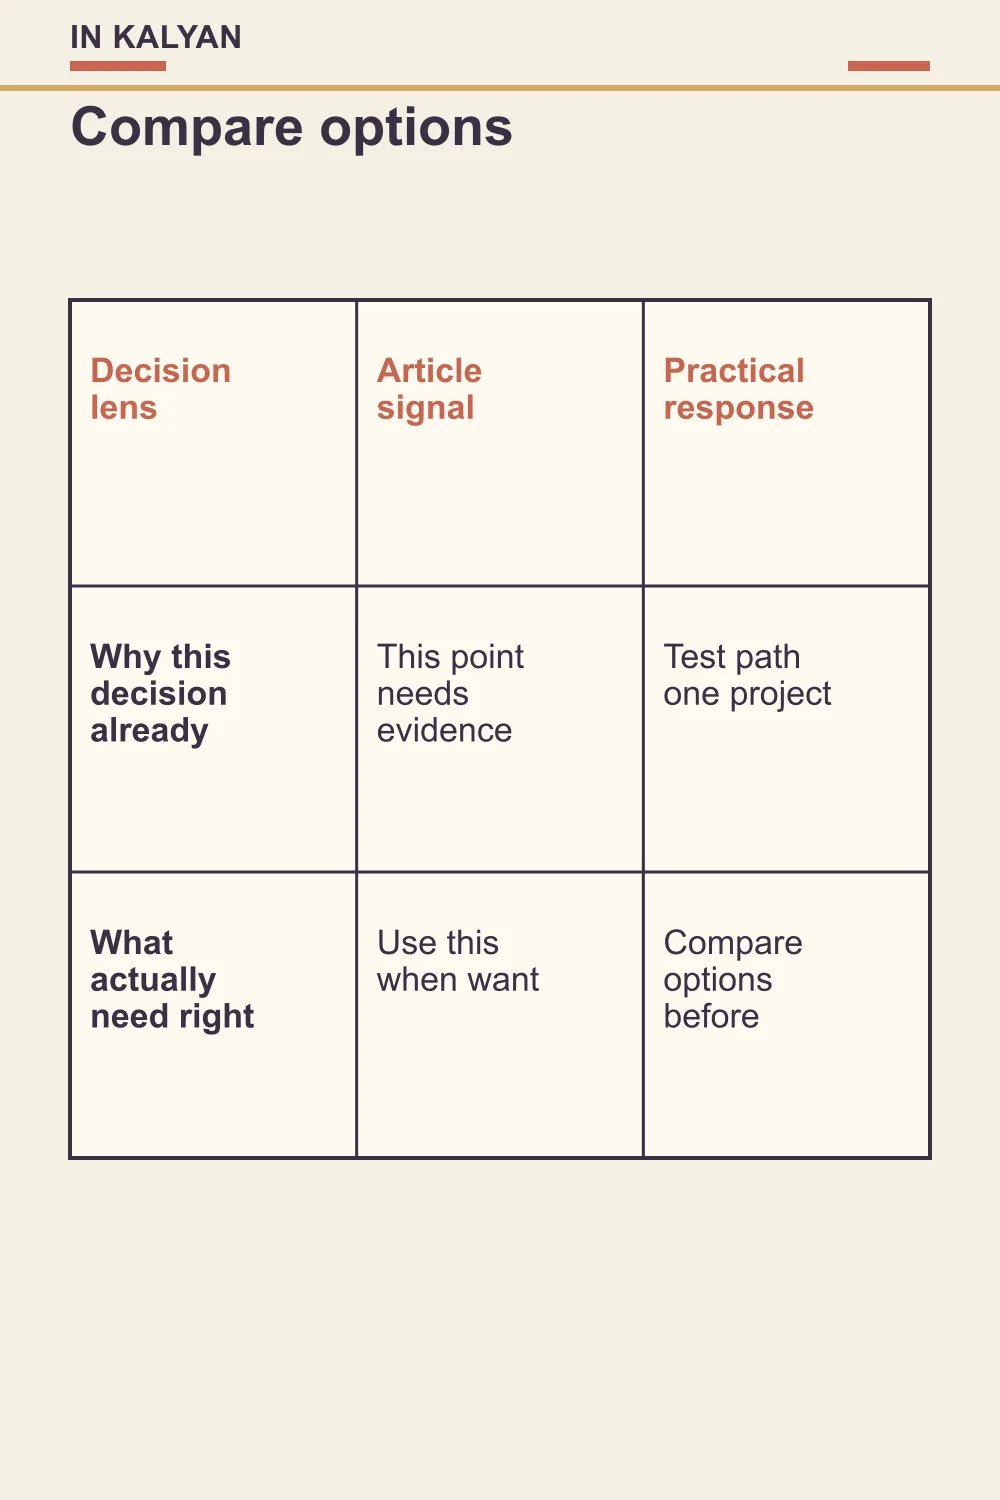 IN KALYAN
Compare options
Decision
lens
Article
signal
Practical
response
Why this
decision
already
This point
needs
evidence
Test path
one project
What
actually
need right
Use this
when want
Compare
options
before